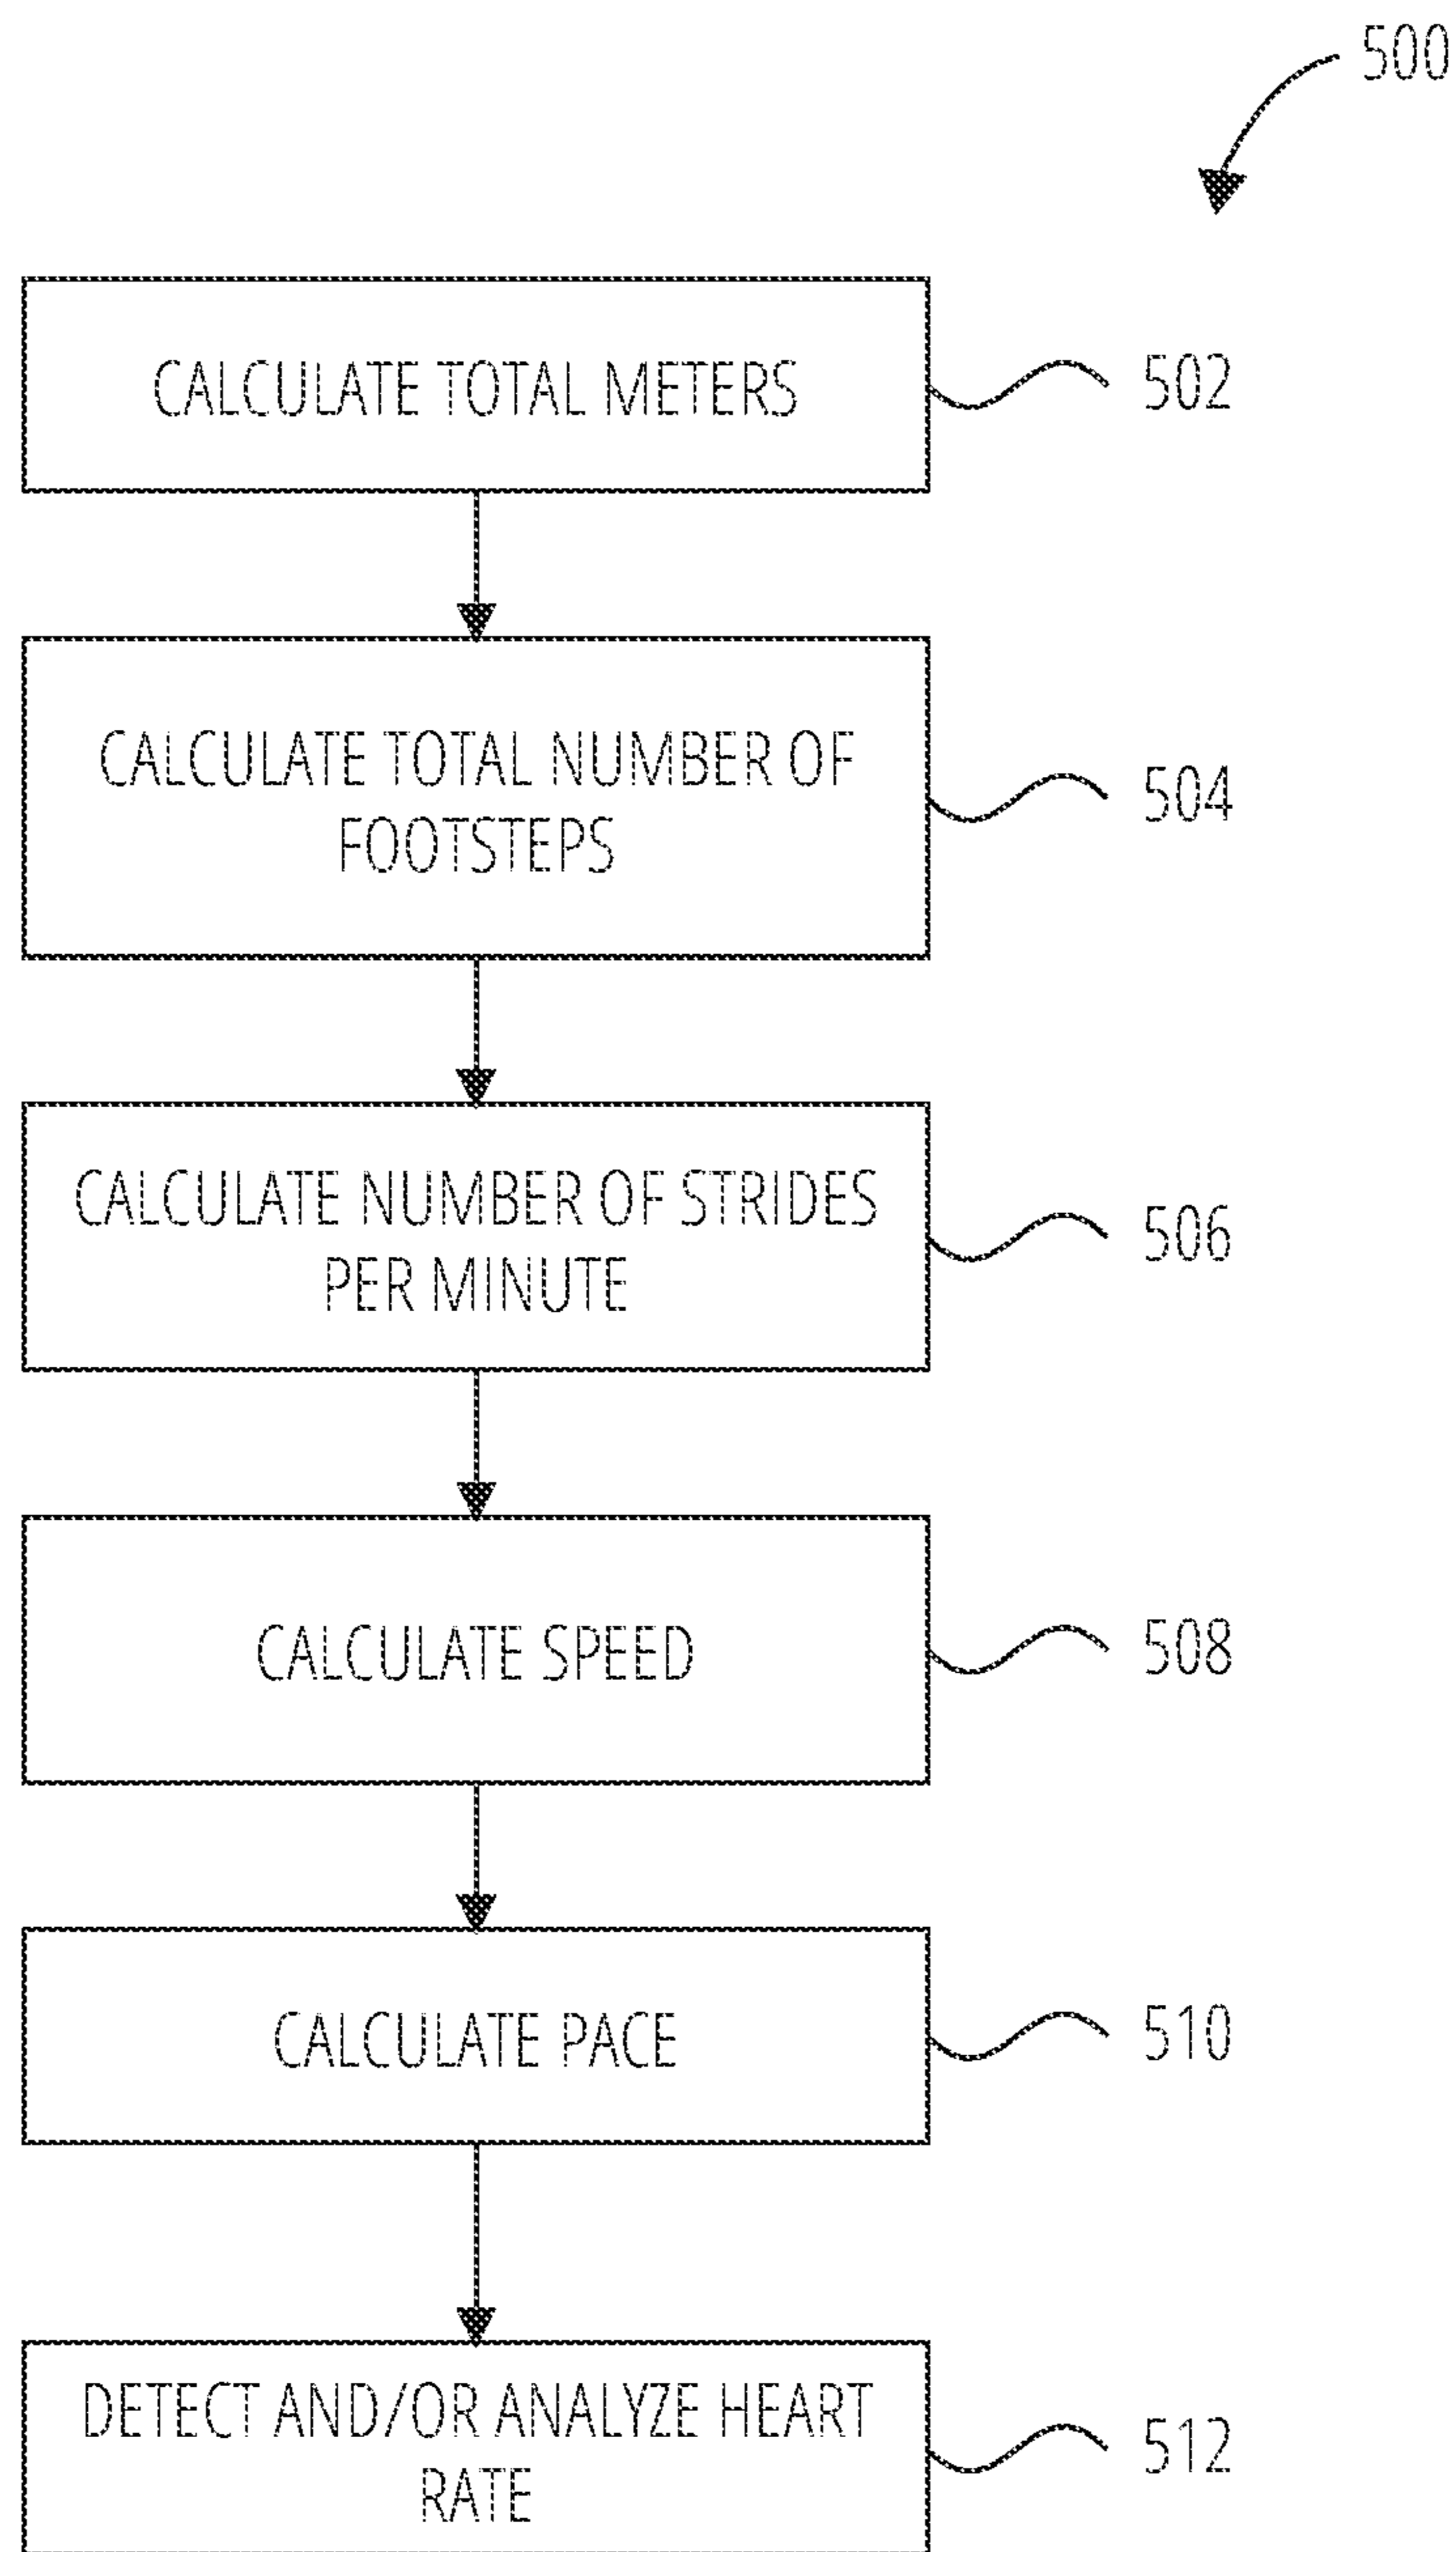 500
CALCULATE TOTAL METERS
502
CALCULATE TOTAL NUMBER OF
FOOTSTEPS
504
CALCULATE NUMBER OF STRIDES
PER MINUTE
506
CALCULATE SPEED
508
CALCULATE PACE
510
DETECT AND/OR ANALYZE HEART
RATE
512